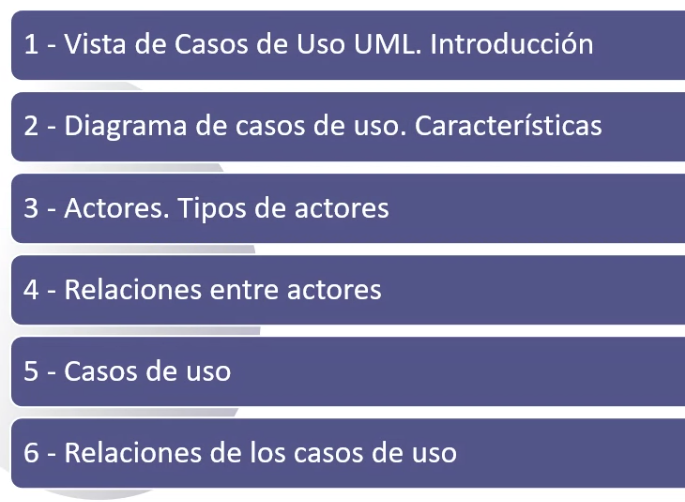 1 - Vista de Casos de Uso UML. Introducción
2 - Diagrama de casos de uso. Características
3 - Actores. Tipos de actores
4 - Relaciones entre actores
5 - Casos de uso
6 - Relaciones de los casos de uso